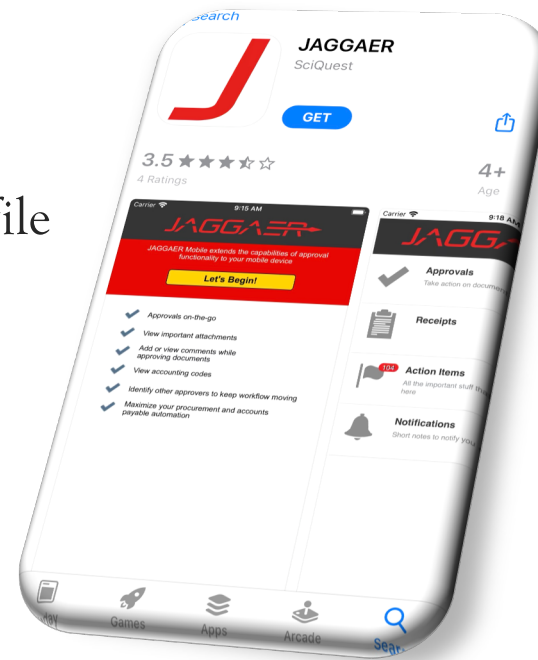 Search
JAGGAER
SciQuest
GET
3.5
4 Ratings
4+
Age
file
Carrier 9:15 AM
JAGGAER
JAGGAER Mobile extends the capabilities of approval
functionality to your mobile device
Let's Begin!
Approvals on-the-go
View important attachments
Add or view comments while
approving documents
View accounting codes
Identify other approvers to keep workflow moving
Maximize your procurement and accounts
payable automation
Carrier 9:18 AM
JAGGA
Approvals
Take action on documents
Receipts
104
Action Items
All the important stuff that
here
Notifications
Short notes to notify you
Games
Apps
Arcade